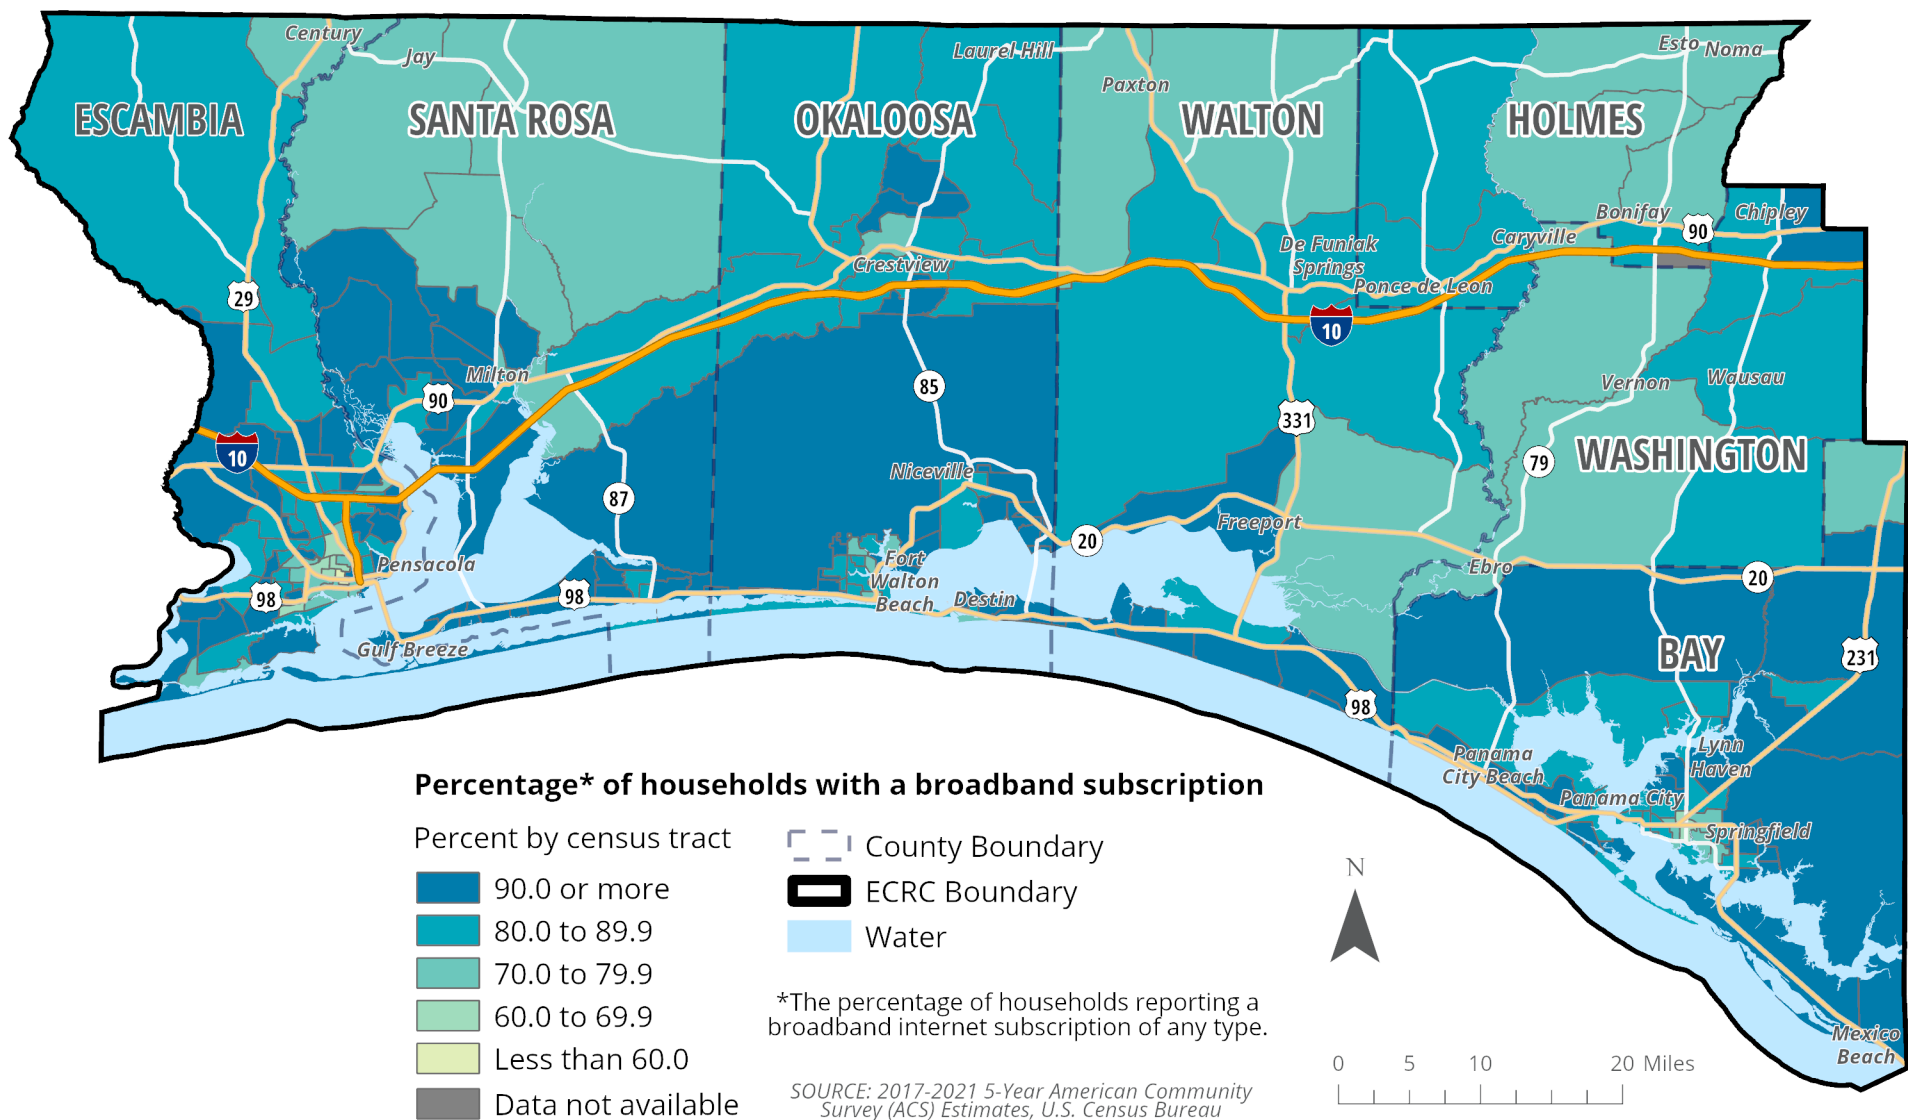 Century
Jay
Laurel Hill
Esto
Noma
Paxton
ESCAMBIA
SANTA ROSA
OKALOOSA
WALTON
HOLMES
Bonifay
Chipley
90
Caryville
De Funiak
Springs
Crestview
Ponce de Leon
29
10
Milton
90
85
Vernon
Wausau
331
10
79
WASHINGTON
Niceville
87
Freeport
20
Pensacola
Fort
Walton
Beach
Ebro
20
98
98
Destin
Gulf Breeze
BAY
231
98
Lynn
Haven
Panama
City Beach
Panama City
Springfield
Mexico
Beach
Percentage* of households with a broadband subscription
Percent by census tract
90.0 or more
80.0 to 89.9
70.0 to 79.9
60.0 to 69.9
Less than 60.0
Data not available
County Boundary
ECRC Boundary
Water
*The percentage of households reporting a
broadband internet subscription of any type.
SOURCE: 2017-2021 5-Year American Community
Survey (ACS) Estimates, U.S. Census Bureau
N
0 5 10 20 Miles